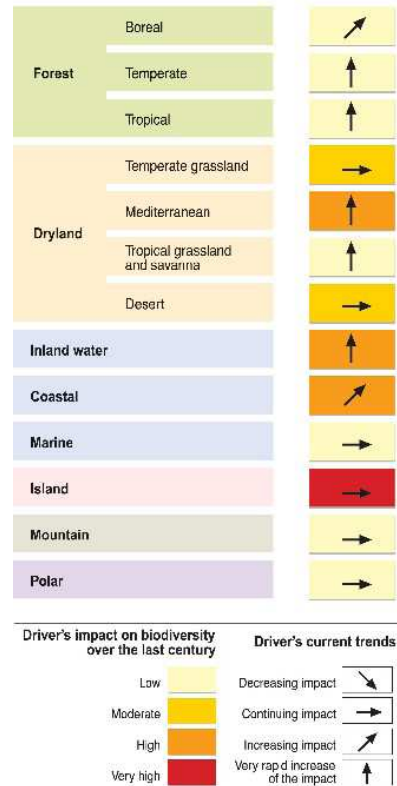 Boreal
Forest
Temperate
Tropical
Temperate grassland
Mediterranean
Dryland
Tropical grassland
and savanna
Desert
Inland water
Coastal
Marine
Island
Mountain
Polar
Driver's impact on biodiversity
over the last century
Low
Moderate
High
Very high
Driver's current trends
Decreasing impact
Continuing impact
Increasing impact
Very rapid increase
of the impact